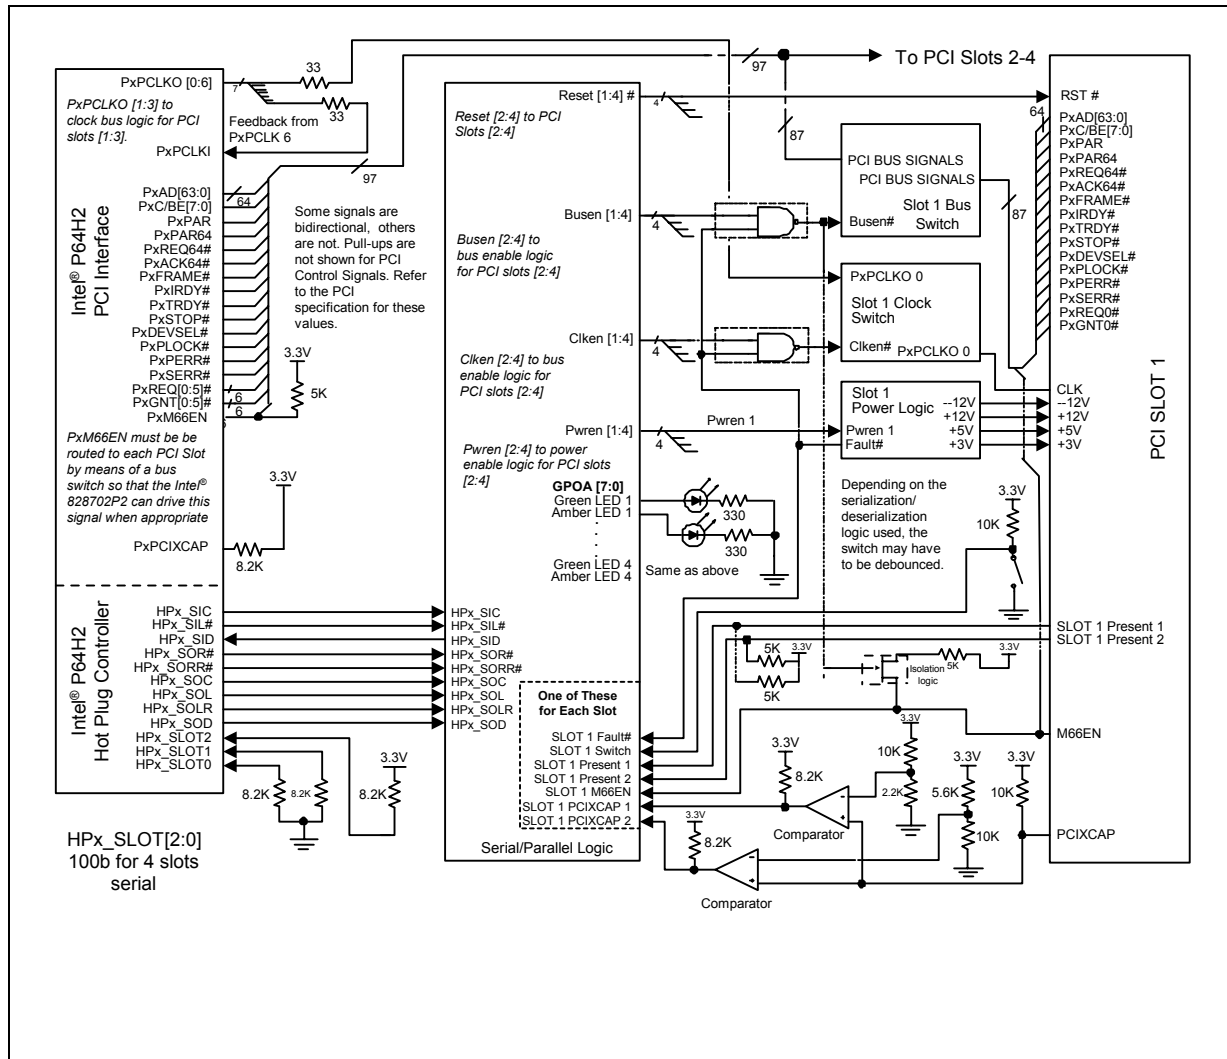 To PCI Slots 2-4
97
PxPCLKO [0:6]
7
33
33
PxPCLKO [1:3] to
clock bus logic for PCI
slots [1:3].
Feedback from
PxPCLK 6
PxPCLKI
97
Intel® P64H2
PCI Interface
PxAD[63:0]
64
PxC/BE[7:0]
PxPAR
PxPAR64
PxREQ64#
PxACK64#
PxFRAME#
PxIRDY#
PxTRDY#
PxSTOP#
PxDEVSEL#
PxPLOCK#
PxPERR#
PxSERR#
PxREQ[0:5]#
6
PxGNT[0:5]#
6
PxM66EN
Some signals are
bidirectional, others
are not. Pull-ups are
not shown for PCI
Control Signals. Refer
to the PCI
specification for these
values.
3.3V
5K
PxM66EN must be be
routed to each PCI Slot
by means of a bus
switch so that the Intel®
828702P2 can drive this
signal when appropriate
3.3V
PxPCIXCAP
8.2K
Intel® P64H2
Hot Plug Controller
HPx_SIC
HPx_SIL#
HPx_SID
HPx_SOR#
HPx_SORR#
HPx_SOC
HPx_SOL
HPx_SOLR
HPx_SOD
HPx_SLOT2
HPx_SLOT1
HPx_SLOT0
8.2K
8.2K
8.2K
3.3V
HPx_SLOT[2:0]
100b for 4 slots
serial
Reset [1:4] #
4
Reset [2:4] to PCI
Slots [2:4]
Busen [1:4]
4
Busen [2:4] to
bus enable logic
for PCI slots [2:4]
Clken [1:4]
4
Clken [2:4] to bus
enable logic for
PCI slots [2:4]
Pwren [1:4]
4
Pwren 1
Pwren [2:4] to power
enable logic for PCI slots
[2:4]
GPOA [7:0]
Green LED 1
Amber LED 1
330
330
Green LED 4
Amber LED 4
Same as above
HPx_SIC
HPx_SIL#
HPx_SID
HPx_SOR#
HPx_SORR#
HPx_SOC
HPx_SOL
HPx_SOLR
HPx_SOD
One of These
for Each Slot
SLOT 1 Fault#
SLOT 1 Switch
SLOT 1 Present 1
SLOT 1 Present 2
SLOT 1 M66EN
SLOT 1 PCIXCAP 1
SLOT 1 PCIXCAP 2
Serial/Parallel Logic
87
PCI BUS SIGNALS
PCI BUS SIGNALS
Slot 1 Bus
Switch
Busen#
87
PxPCLKO 0
Slot 1 Clock
Switch
Clken#
PxPCLKO 0
Slot 1
Power Logic
--12V
+12V
+5V
+3V
Pwren 1
Fault#
Depending on the
serialization/
deserialization
logic used, the
switch may have
to be debounced.
3.3V
10K
5K
3.3V
5K
Isolation
logic
5K
3.3V
3.3V
10K
2.2K
3.3V
8.2K
Comparator
3.3V
5.6K
10K
3.3V
10K
3.3V
8.2K
Comparator
PCI SLOT 1
RST #
64
PxAD[63:0]
PxC/BE[7:0]
PxPAR
PxPAR64
PxREQ64#
PxACK64#
PxFRAME#
PxIRDY#
PxTRDY#
PxSTOP#
PxDEVSEL#
PxPLOCK#
PxPERR#
PxSERR#
PxREQ0#
PxGNT0#
CLK
--12V
+12V
+5V
+3V
SLOT 1 Present 1
SLOT 1 Present 2
M66EN
PCIXCAP